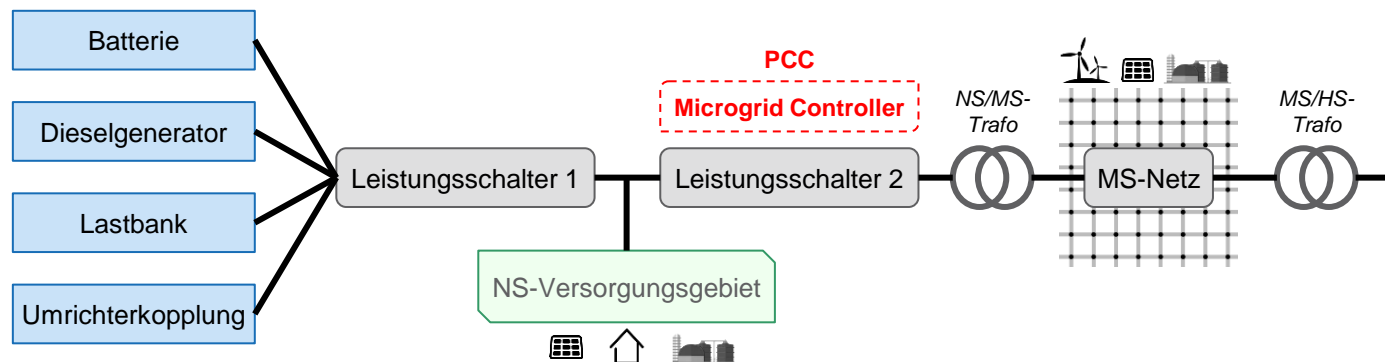 Batterie
Dieselgenerator
Lastbank
Umrichterkopplung
Leistungsschalter 1
NS-Versorgungsgebiet
PCC
Microgrid Controller
Leistungsschalter 2
NS/MS-
Trafo
MS-Netz
MS/HS-
Trafo